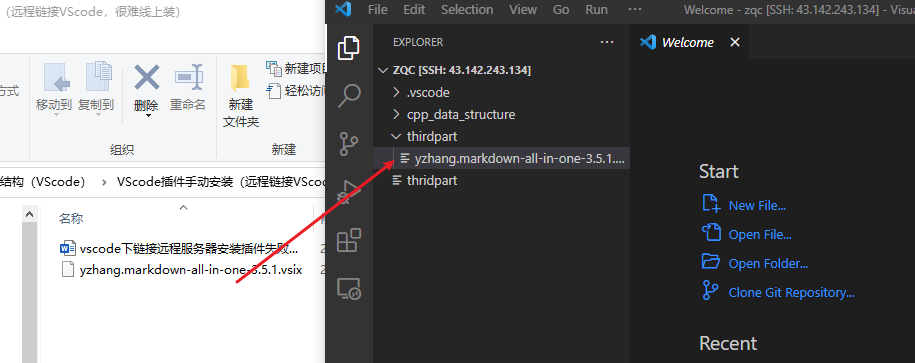 （远程链接VScode，很难线上装）
方式
移动到
复制到
删除
重命名
新建
文件夹
新建项目
轻松访问
组织
新建
结构（VScode） › VScode插件手动安装（远程链接VSco
名称
vscode下链接远程服务器安装插件失败...
yzhang.markdown-all-in-one-3.5.1.vsix
2
2
File Edit Selection View Go Run ... Welcome - zqc [SSH: 43.142.243.134] - Visua
EXPLORER ...
Welcome
ZQC [SSH: 43.142.243.134]
.vscode
cpp_data_structure
thirdpart
yzhang.markdown-all-in-one-3.5.1....
thridpart
Start
New File...
Open File...
Open Folder...
Clone Git Repository...
Recent